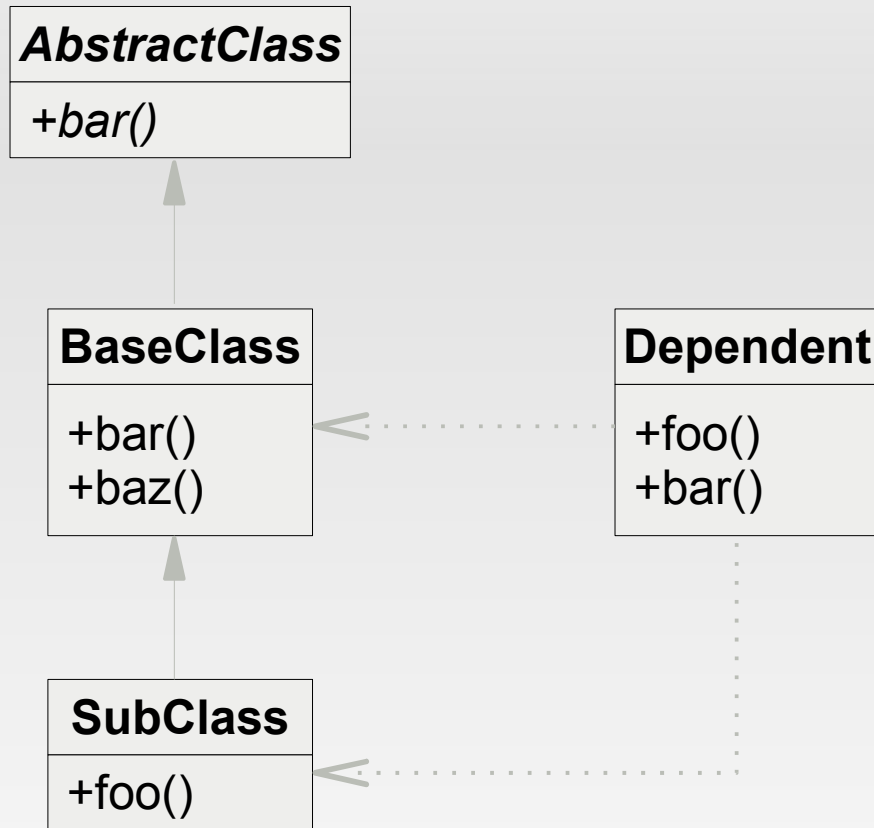 AbstractClass
+bar()
BaseClass
+bar()
+baz()
Dependent
+foo()
+bar()
SubClass
+foo()